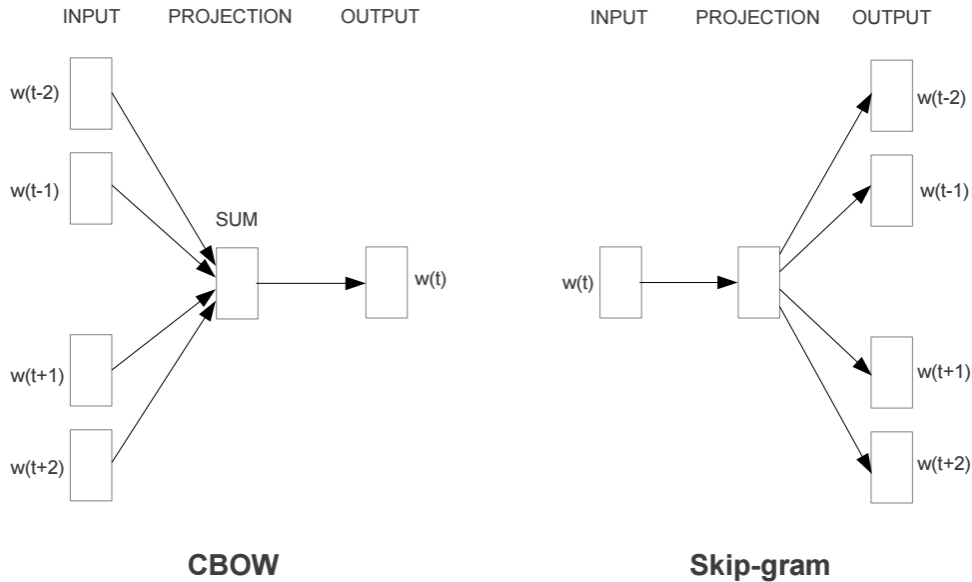 INPUT PROJECTION OUTPUT
w(t-2)
w(t-1)
SUM
w(t)
w(t+1)
w(t+2)
CBOW
INPUT PROJECTION OUTPUT
w(t-2)
w(t-1)
w(t)
w(t+1)
w(t+2)
Skip-gram